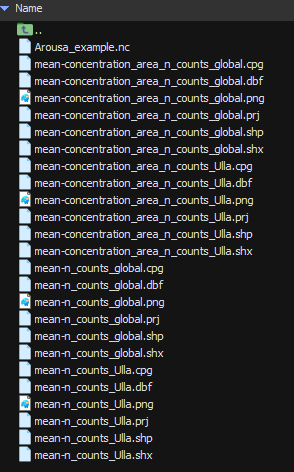 Name
..
Arousa_example.nc
mean-concentration_area_n_counts_global.cpg
mean-concentration_area_n_counts_global.dbf
mean-concentration_area_n_counts_global.png
mean-concentration_area_n_counts_global.prj
mean-concentration_area_n_counts_global.shp
mean-concentration_area_n_counts_global.shx
mean-concentration_area_n_counts_Ulla.cpg
mean-concentration_area_n_counts_Ulla.dbf
mean-concentration_area_n_counts_Ulla.png
mean-concentration_area_n_counts_Ulla.prj
mean-concentration_area_n_counts_Ulla.shp
mean-concentration_area_n_counts_Ulla.shx
mean-n_counts_global.cpg
mean-n_counts_global.dbf
mean-n_counts_global.png
mean-n_counts_global.prj
mean-n_counts_global.shp
mean-n_counts_global.shx
mean-n_counts_Ulla.cpg
mean-n_counts_Ulla.dbf
mean-n_counts_Ulla.png
mean-n_counts_Ulla.prj
mean-n_counts_Ulla.shp
mean-n_counts_Ulla.shx